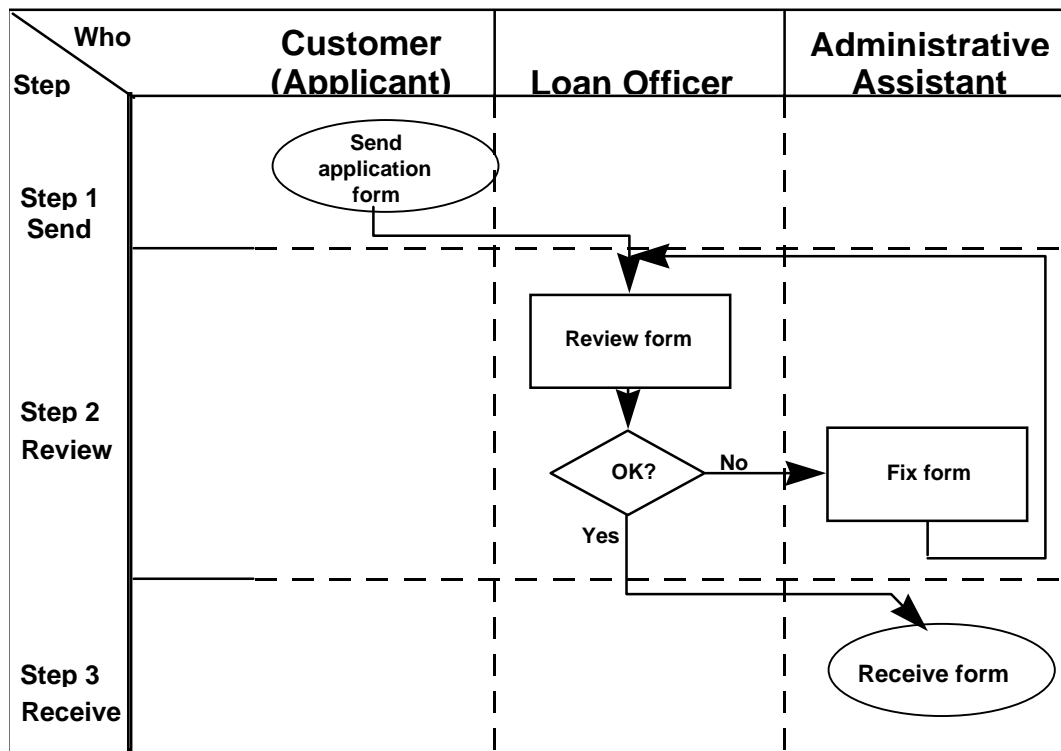 Who
Step
Customer
(Applicant)
Loan Officer
Administrative
Assistant
Step 1
Send
Send
application
form
Step 2
Review
Review form
OK?
No
Yes
Fix form
Step 3
Receive
Receive form